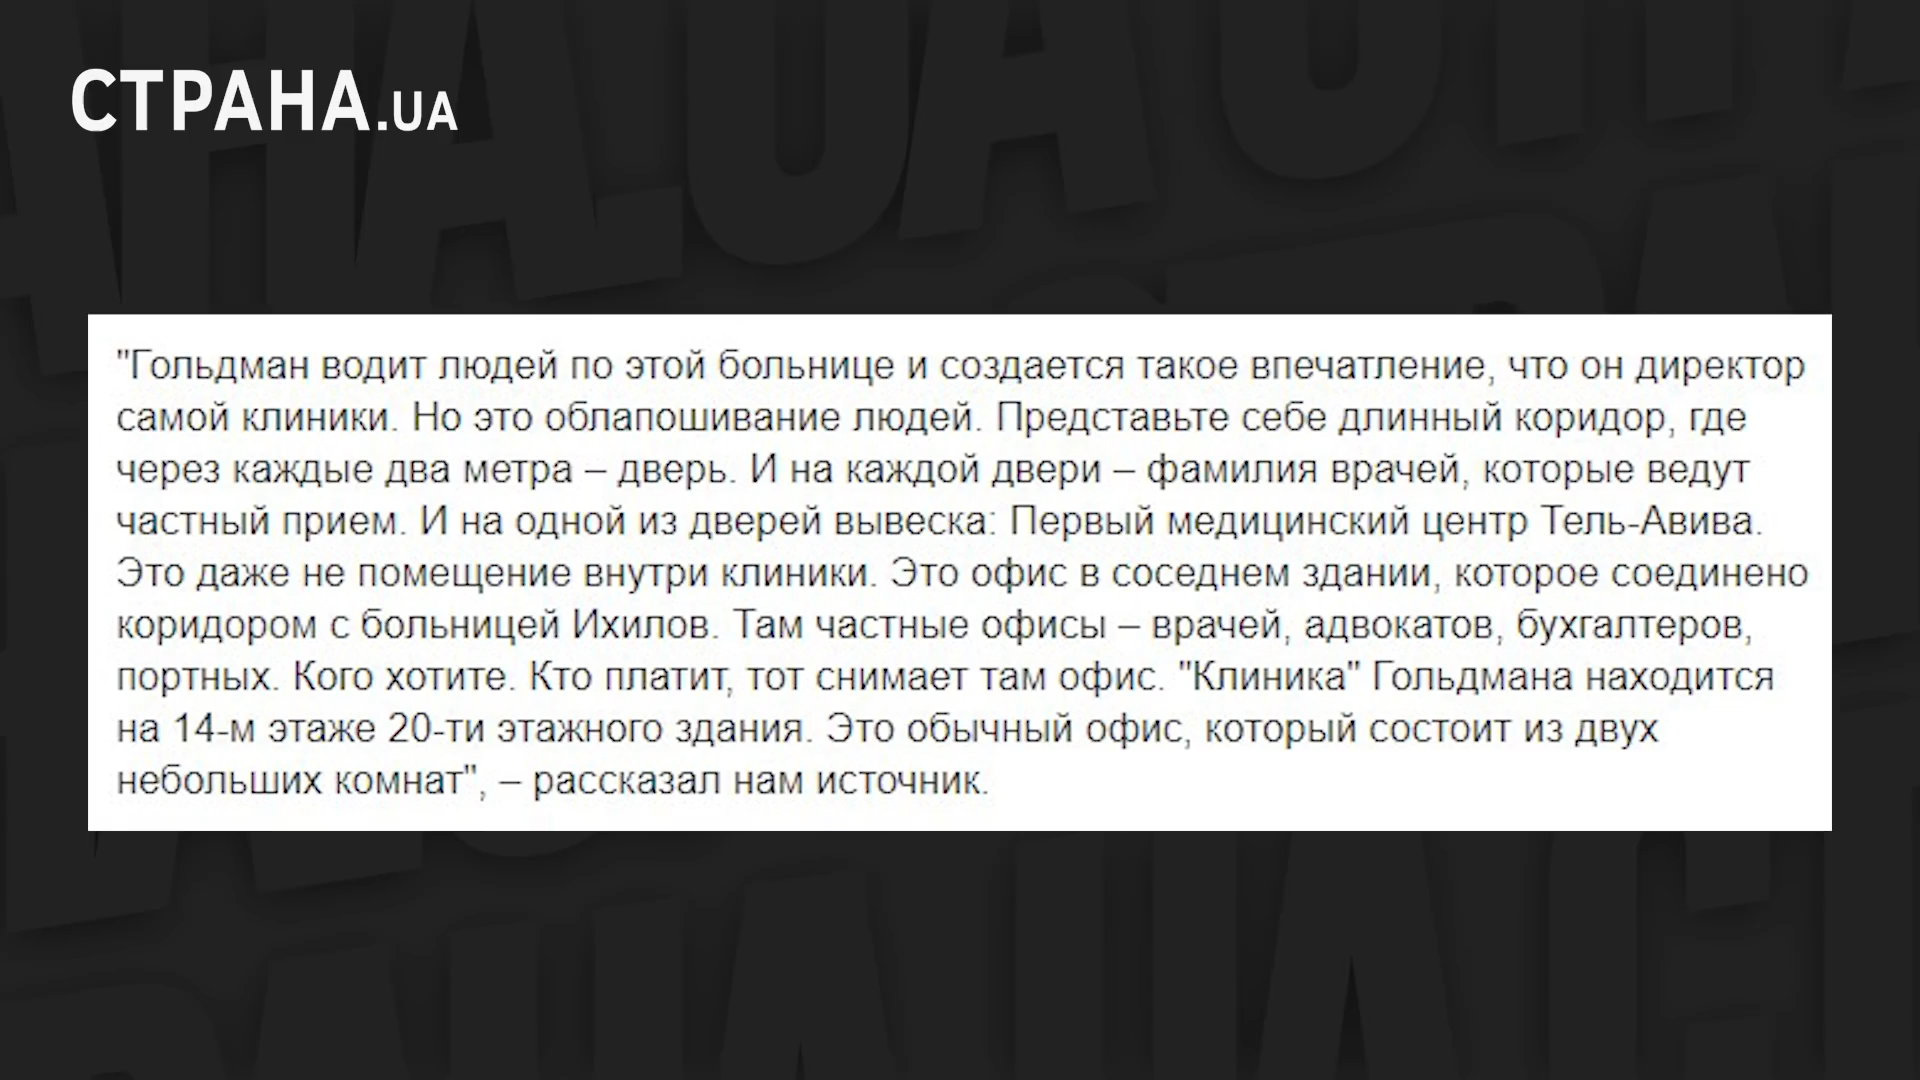 СТРАНА.UA
"Гольдман водит людей по этой больнице и создается такое впечатление, что он директор
самой клиники. Но это облапошивание людей. Представьте себе длинный коридор, где
через каждые два метра – дверь. И на каждой двери – фамилия врачей, которые ведут
частный прием. И на одной из дверей вывеска: Первый медицинский центр Тель-Авива.
Это даже не помещение внутри клиники. Это офис в соседнем здании, которое соединено
коридором с больницей Ихилов. Там частные офисы – врачей, адвокатов, бухгалтеров,
портных. Кого хотите. Кто платит, тот снимает там офис. "Клиника" Гольдмана находится
на 14-м этаже 20-ти этажного здания. Это обычный офис, который состоит из двух
небольших комнат", – рассказал нам источник.